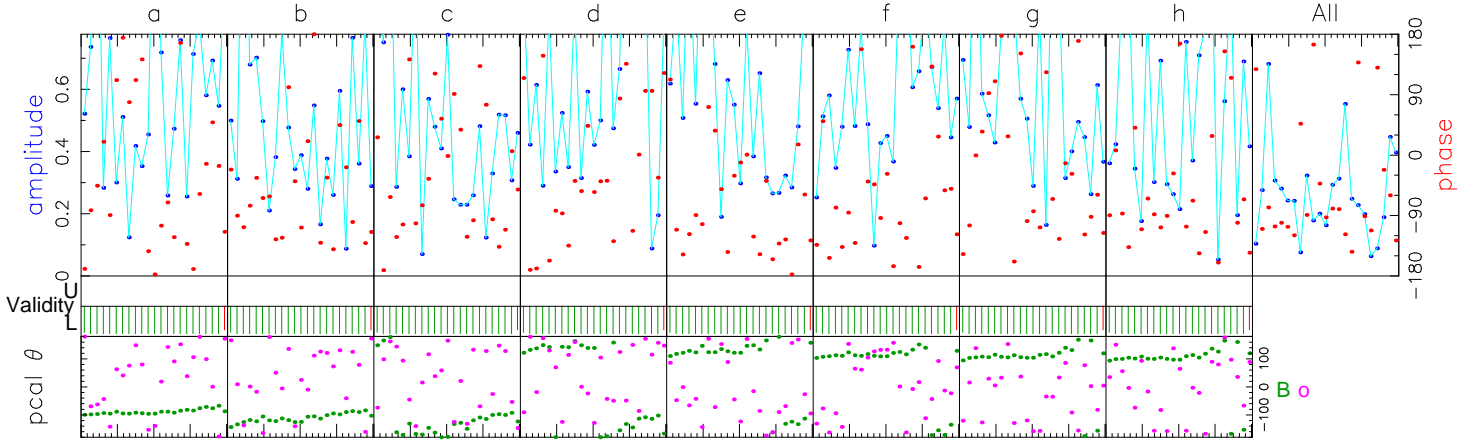 a b c d e f g h All
amplitude
0 0.2 0.4 0.6
phase
180 90 0 −90 −180
Validity
U
L
pcal θ
100 0 −100
B o